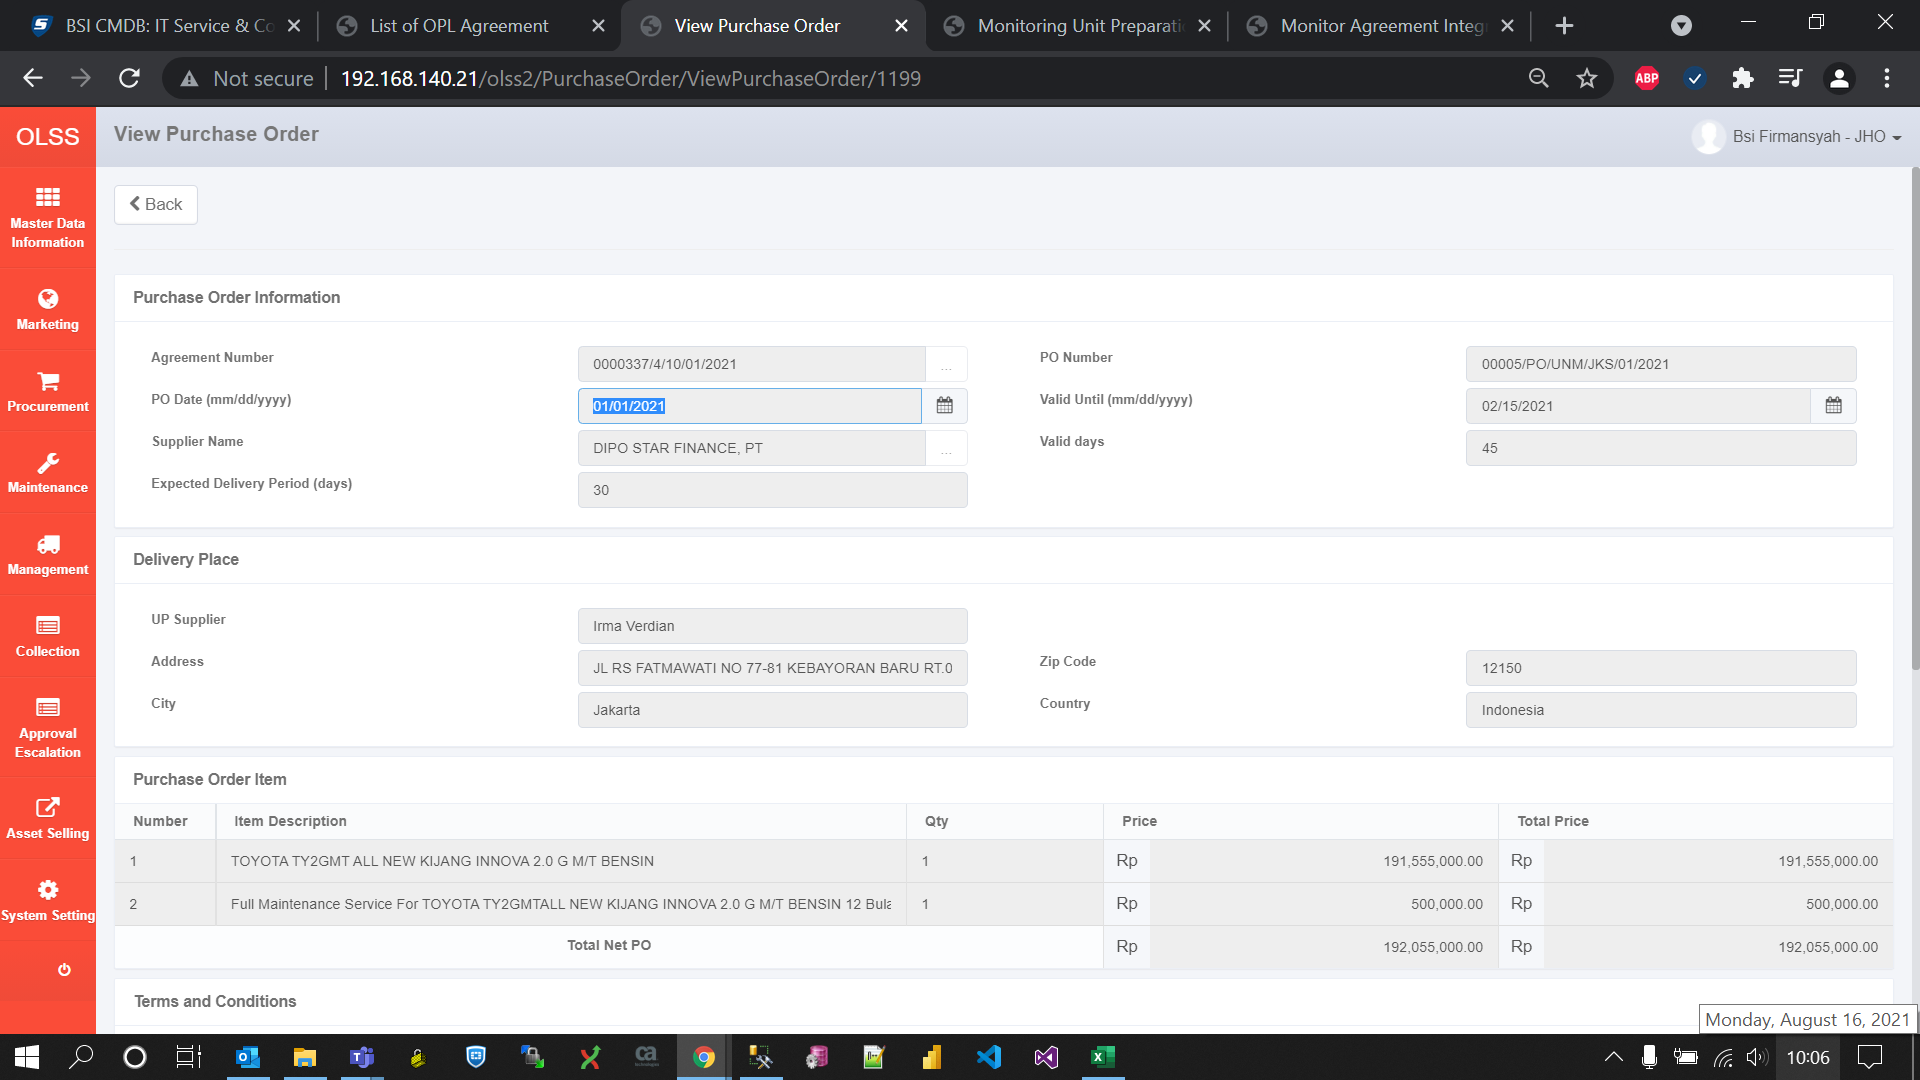 BSI CMDB: IT Service & Co
List of OPL Agreement
View Purchase Order
Monitoring Unit Preparati
Monitor Agreement Integ
Not secure
192.168.140.21/olss2/PurchaseOrder/ViewPurchaseOrder/1199
ABP
OLSS
View Purchase Order
Bsi Firmansyah - JHO
Master Data
Information
Marketing
Procurement
Maintenance
Management
Collection
Approval
Escalation
Asset Selling
System Setting
Back
Purchase Order Information
Agreement Number
0000337/4/10/01/2021
...
PO Number
00005/PO/UNM/JKS/01/2021
PO Date (mm/dd/yyyy)
01/01/2021
Valid Until (mm/dd/yyyy)
02/15/2021
Supplier Name
DIPO STAR FINANCE, PT
...
Valid days
45
Expected Delivery Period (days)
30
Delivery Place
UP Supplier
Irma Verdian
Address
JL RS FATMAWATI NO 77-81 KEBAYORAN BARU RT.0
Zip Code
12150
City
Jakarta
Country
Indonesia
Purchase Order Item
Number Item Description Qty Price Total Price
1 TOYOTA TY2GMT ALL NEW KIJANG INNOVA 2.0 G M/T BENSIN 1 Rp 191,555,000.00 Rp 191,555,000.00
2 Full Maintenance Service For TOYOTA TY2GMTALL NEW KIJANG INNOVA 2.0 G M/T BENSIN 12 Bula 1 Rp 500,000.00 Rp 500,000.00
Total Net PO Rp 192,055,000.00 Rp 192,055,000.00
Terms and Conditions
Monday, August 16, 2021
ca
10:06